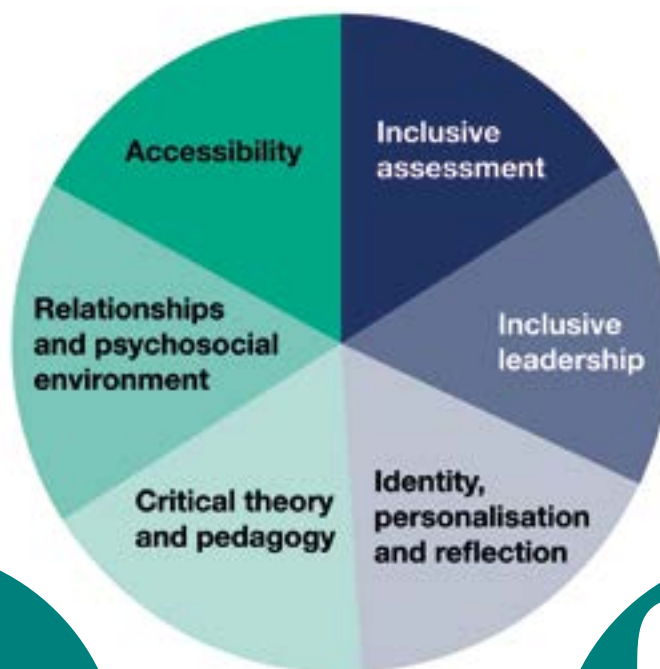 Accessibility
Inclusive
assessment
Relationships
and psychosocial
environment
Inclusive
leadership
Critical theory
and pedagogy
Identity,
personalisation
and reflection